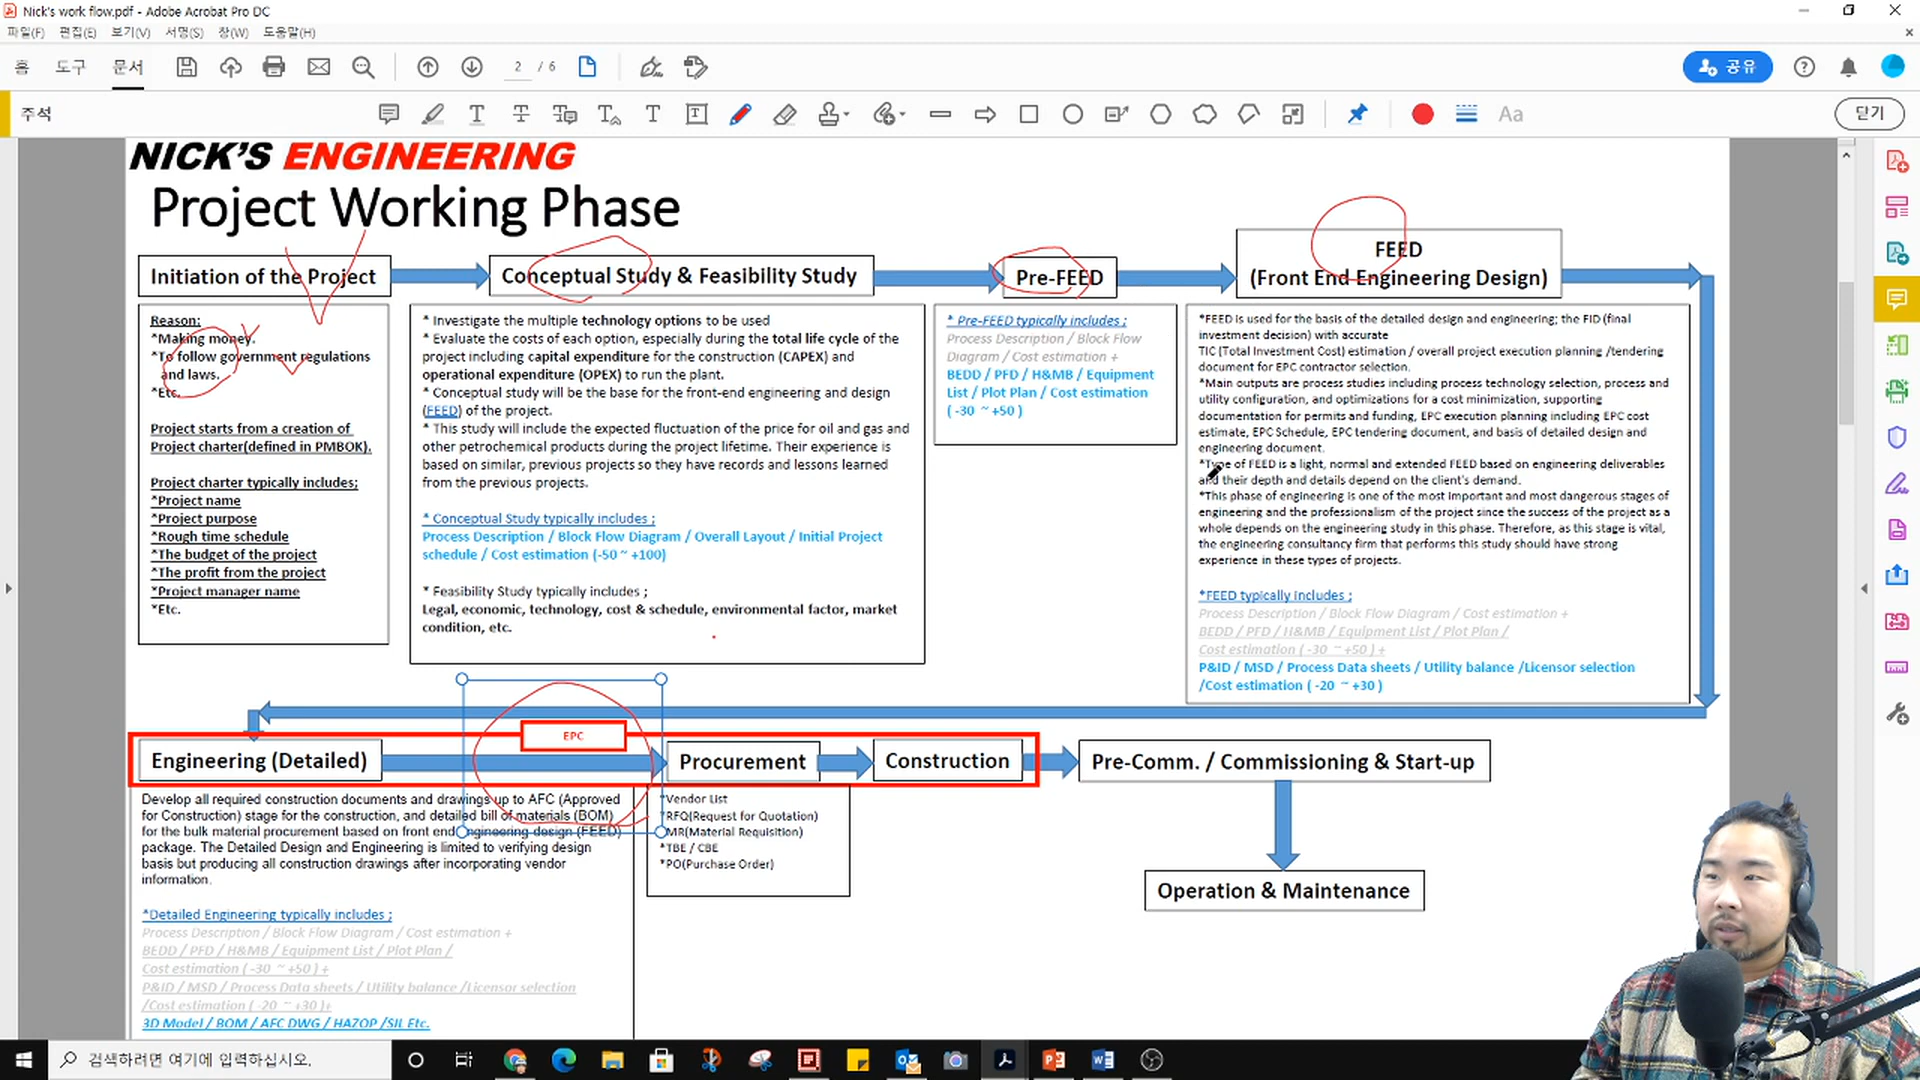 Nick's work flow.pdf - Adobe Acrobat Pro DC
파일(F) 편집(E) 보기(V) 서명(S) 창(W) 도움말(H)
홈 도구 문서 2 / 6 공유
주석 Aa 닫기
NICK'S ENGINEERING
Project Working Phase
Initiation of the Project
Conceptual Study & Feasibility Study
Pre-FEED
FEED
(Front End Engineering Design)
Reason:
*Making money.
*To follow government regulations
and laws.
*Etc.
Project starts from a creation of
Project charter(defined in PMBOK).
Project charter typically includes;
*Project name
*Project purpose
*Rough time schedule
*The budget of the project
*The profit from the project
*Project manager name
*Etc.
* Investigate the multiple technology options to be used
* Evaluate the costs of each option, especially during the total life cycle of the
project including capital expenditure for the construction (CAPEX) and
operational expenditure (OPEX) to run the plant.
* Conceptual study will be the base for the front-end engineering and design
(FEED) of the project.
* This study will include the expected fluctuation of the price for oil and gas and
other petrochemical products during the project lifetime. Their experience is
based on similar, previous projects so they have records and lessons learned
from the previous projects.
* Conceptual Study typically includes ;
Process Description / Block Flow Diagram / Overall Layout / Initial Project
schedule / Cost estimation (-50 ~ +100)
* Feasibility Study typically includes ;
Legal, economic, technology, cost & schedule, environmental factor, market
condition, etc.
* Pre-FEED typically includes ;
Process Description / Block Flow
Diagram / Cost estimation +
BEDD / PFD / H&MB / Equipment
List / Plot Plan / Cost estimation
( -30 ~ +50 )
*FEED is used for the basis of the detailed design and engineering; the FID (final
investment decision) with accurate
TIC (Total Investment Cost) estimation / overall project execution planning /tendering
document for EPC contractor selection.
*Main outputs are process studies including process technology selection, process and
utility configuration, and optimizations for a cost minimization, supporting
documentation for permits and funding, EPC execution planning including EPC cost
estimate, EPC Schedule, EPC tendering document, and basis of detailed design and
engineering document.
*Type of FEED is a light, normal and extended FEED based on engineering deliverables
and their depth and details depend on the client's demand.
*This phase of engineering is one of the most important and most dangerous stages of
engineering and the professionalism of the project since the success of the project as a
whole depends on the engineering study in this phase. Therefore, as this stage is vital,
the engineering consultancy firm that performs this study should have strong
experience in these types of projects.
*FEED typically includes ;
Process Description / Block Flow Diagram / Cost estimation +
BEDD / PFD / H&MB / Equipment List / Plot Plan /
Cost estimation ( -30 ~ +50 ) +
P&ID / MSD / Process Data sheets / Utility balance /Licensor selection
/Cost estimation ( -20 ~ +30 )
EPC
Engineering (Detailed)
Procurement
Construction
Pre-Comm. / Commissioning & Start-up
Operation & Maintenance
Develop all required construction documents and drawings up to AFC (Approved
for Construction) stage for the construction, and detailed bill of materials (BOM)
for the bulk material procurement based on front end engineering design (FEED)
package. The Detailed Design and Engineering is limited to verifying design
basis but producing all construction drawings after incorporating vendor
information.
*Detailed Engineering typically includes ;
Process Description / Block Flow Diagram / Cost estimation +
BEDD / PFD / H&MB / Equipment List / Plot Plan /
Cost estimation ( -30 ~ +50 ) +
P&ID / MSD / Process Data sheets / Utility balance /Licensor selection
/Cost estimation ( -20 ~ +30 )+
3D Model / BOM / AFC DWG / HAZOP /SIL Etc.
*Vendor List
*RFQ(Request for Quotation)
*MR(Material Requisition)
*TBE / CBE
*PO(Purchase Order)
검색하려면 여기에 입력하십시오.